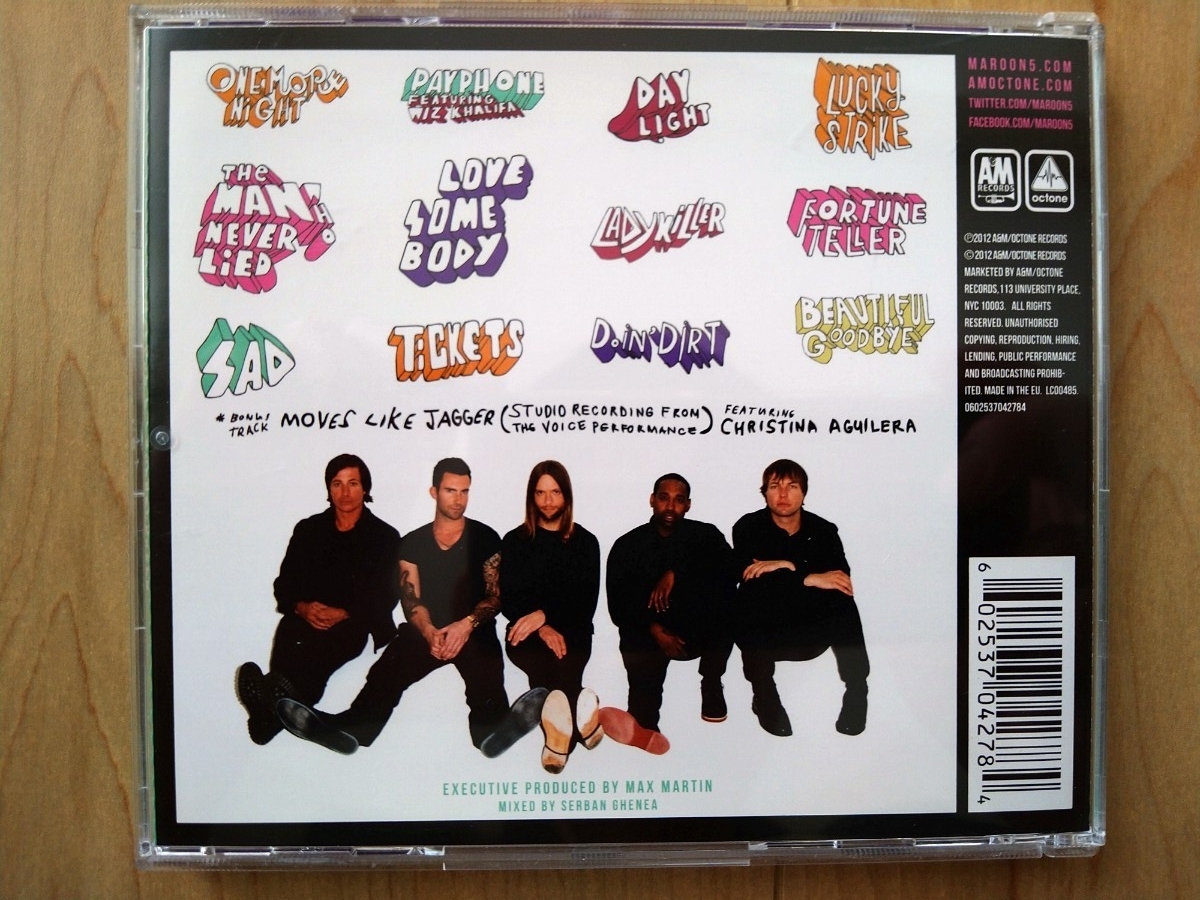 ONE MORE
NIGHT
PAYPHONE
FEATURING
WIZ KHALIFA
DAY
LIGHT
LUCKY
STRIKE
THE
MAN WHO
NEVER
LIED
LOVE
SOME
BODY
LADYKILLER
FORTUNE
TELLER
SAD
TICKETS
DOIN' DIRT
BEAUTIFUL
GOODBYE
* BONUS TRACK MOVES LIKE JAGGER (STUDIO RECORDING FROM THE VOICE PERFORMANCE) FEATURING CHRISTINA AGUILERA
EXECUTIVE PRODUCED BY MAX MARTIN
MIXED BY SERBAN GHENEA
MAROON5.COM
AMOCTONE.COM
TWITTER.COM/MAROON5
FACEBOOK.COM/MAROON5
A&M
RECORDS
octone
℗2012 A&M/OCTONE RECORDS
©2012 A&M/OCTONE RECORDS
MARKETED BY A&M/OCTONE
RECORDS, 113 UNIVERSITY PLACE,
NYC 10003. ALL RIGHTS
RESERVED. UNAUTHORISED
COPYING, REPRODUCTION, HIRING,
LENDING, PUBLIC PERFORMANCE
AND BROADCASTING PROHIB-
ITED. MADE IN THE EU. LC00485.
0602537042784
6 02537 04278 4